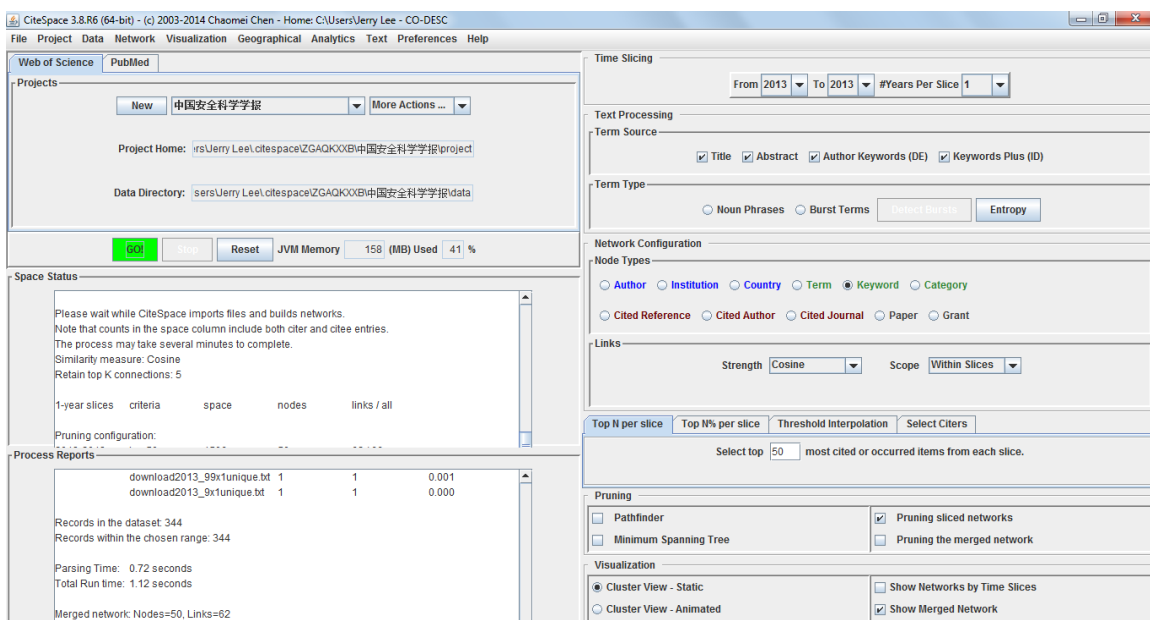 CiteSpace 3.8.R6 (64-bit) - (c) 2003-2014 Chaomei Chen - Home: C:\Users\Jerry Lee - CO-DESC
File Project Data Network Visualization Geographical Analytics Text Preferences Help
Web of Science PubMed
Projects
New 中国安全科学学报 More Actions ...
Project Home: ers\Jerry Lee\.citespace\ZGAQKXXB\中国安全科学学报\project
Data Directory: sers\Jerry Lee\.citespace\ZGAQKXXB\中国安全科学学报\data
GO! Stop Reset JVM Memory 158 (MB) Used 41 %
Space Status
Please wait while CiteSpace imports files and builds networks.
Note that counts in the space column include both citer and citee entries.
The process may take several minutes to complete.
Similarity measure: Cosine
Retain top K connections: 5
1-year slices criteria space nodes links / all
Pruning configuration:
Process Reports
download2013_99x1unique.txt 1 1 0.001
download2013_9x1unique.txt 1 1 0.000
Records in the dataset: 344
Records within the chosen range: 344
Parsing Time: 0.72 seconds
Total Run time: 1.12 seconds
Merged network: Nodes=50, Links=62
Time Slicing
From 2013 To 2013 #Years Per Slice 1
Text Processing
Term Source
Title Abstract Author Keywords (DE) Keywords Plus (ID)
Term Type
Noun Phrases Burst Terms Detect Bursts Entropy
Network Configuration
Node Types
Author Institution Country Term Keyword Category
Cited Reference Cited Author Cited Journal Paper Grant
Links
Strength Cosine Scope Within Slices
Top N per slice Top N% per slice Threshold Interpolation Select Citers
Select top 50 most cited or occurred items from each slice.
Pruning
Pathfinder Pruning sliced networks
Minimum Spanning Tree Pruning the merged network
Visualization
Cluster View - Static Show Networks by Time Slices
Cluster View - Animated Show Merged Network